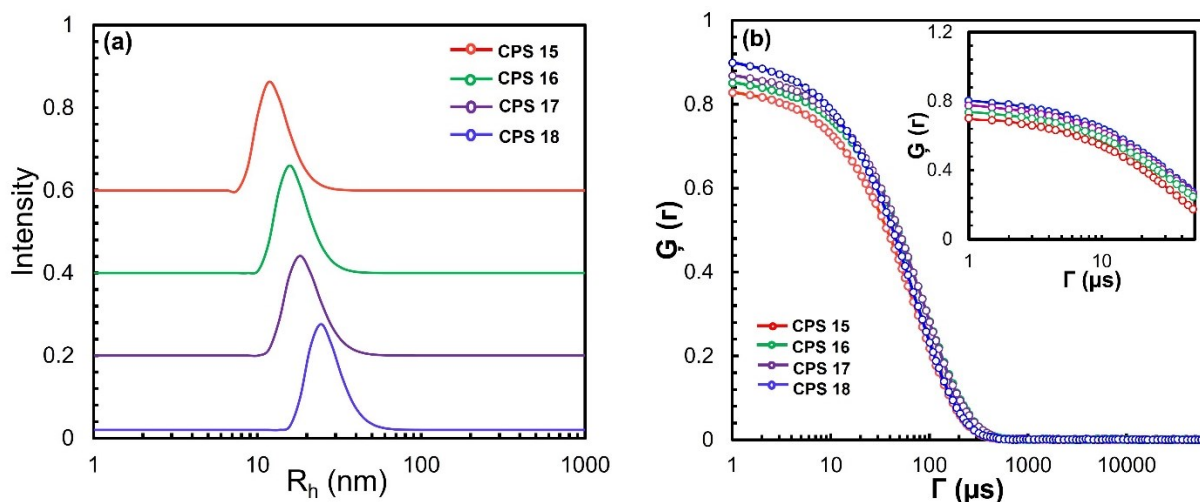 (a)
Intensity
1
0.8
0.6
0.4
0.2
0
CPS 15
CPS 16
CPS 17
CPS 18
1
10
100
1000
R_h (nm)
(b)
G, (r)
1
0.8
0.6
0.4
0.2
0
CPS 15
CPS 16
CPS 17
CPS 18
1
10
100
1000
10000
Γ (µs)
G, (r)
1.2
0.8
0.4
0
1
10
Γ (µs)